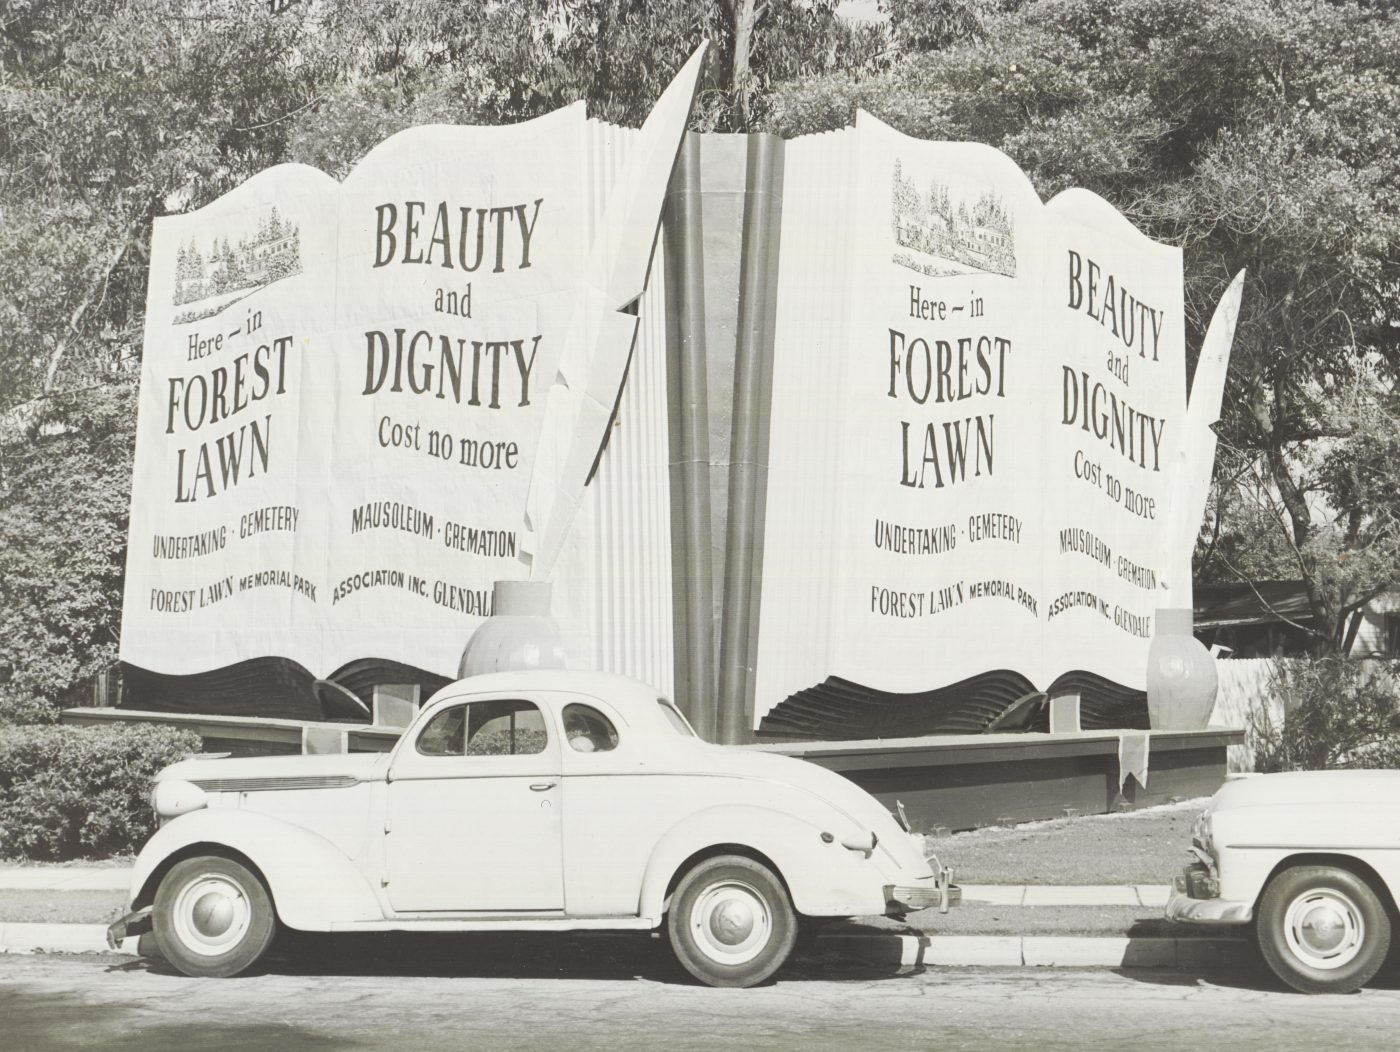 Here – in
FOREST
LAWN
UNDERTAKING · CEMETERY
FOREST LAWN MEMORIAL PARK
BEAUTY
and
DIGNITY
Cost no more
MAUSOLEUM · CREMATION
ASSOCIATION INC. GLENDALE
Here – in
FOREST
LAWN
UNDERTAKING · CEMETERY
FOREST LAWN MEMORIAL PARK
BEAUTY
and
DIGNITY
Cost no more
MAUSOLEUM · CREMATION
ASSOCIATION INC. GLENDALE